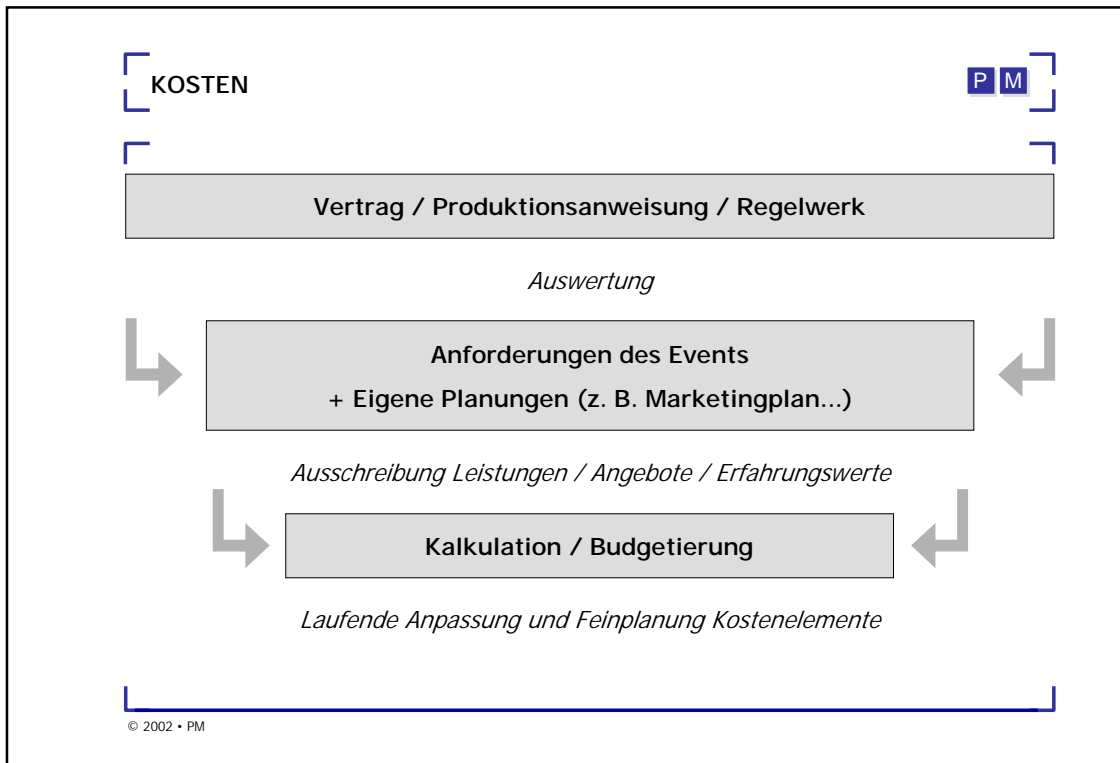 KOSTEN
P M
Vertrag / Produktionsanweisung / Regelwerk
Auswertung
Anforderungen des Events
+ Eigene Planungen (z. B. Marketingplan...)
Ausschreibung Leistungen / Angebote / Erfahrungswerte
Kalkulation / Budgetierung
Laufende Anpassung und Feinplanung Kostenelemente
© 2002 • PM